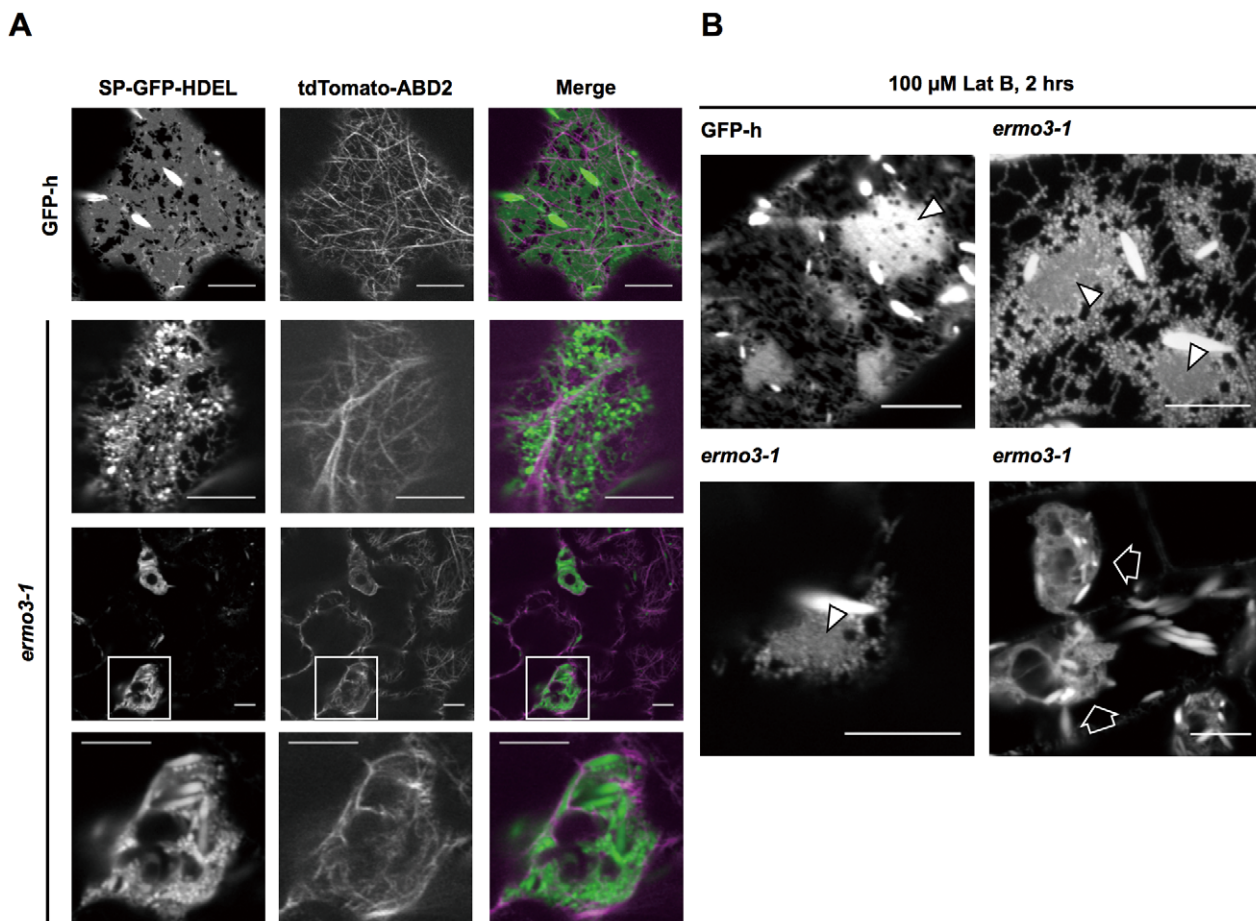 A
B
SP-GFP-HDEL tdTomato-ABD2 Merge
100 µM Lat B, 2 hrs
GFP-h
GFP-h ermo3-1
ermo3-1
ermo3-1 ermo3-1